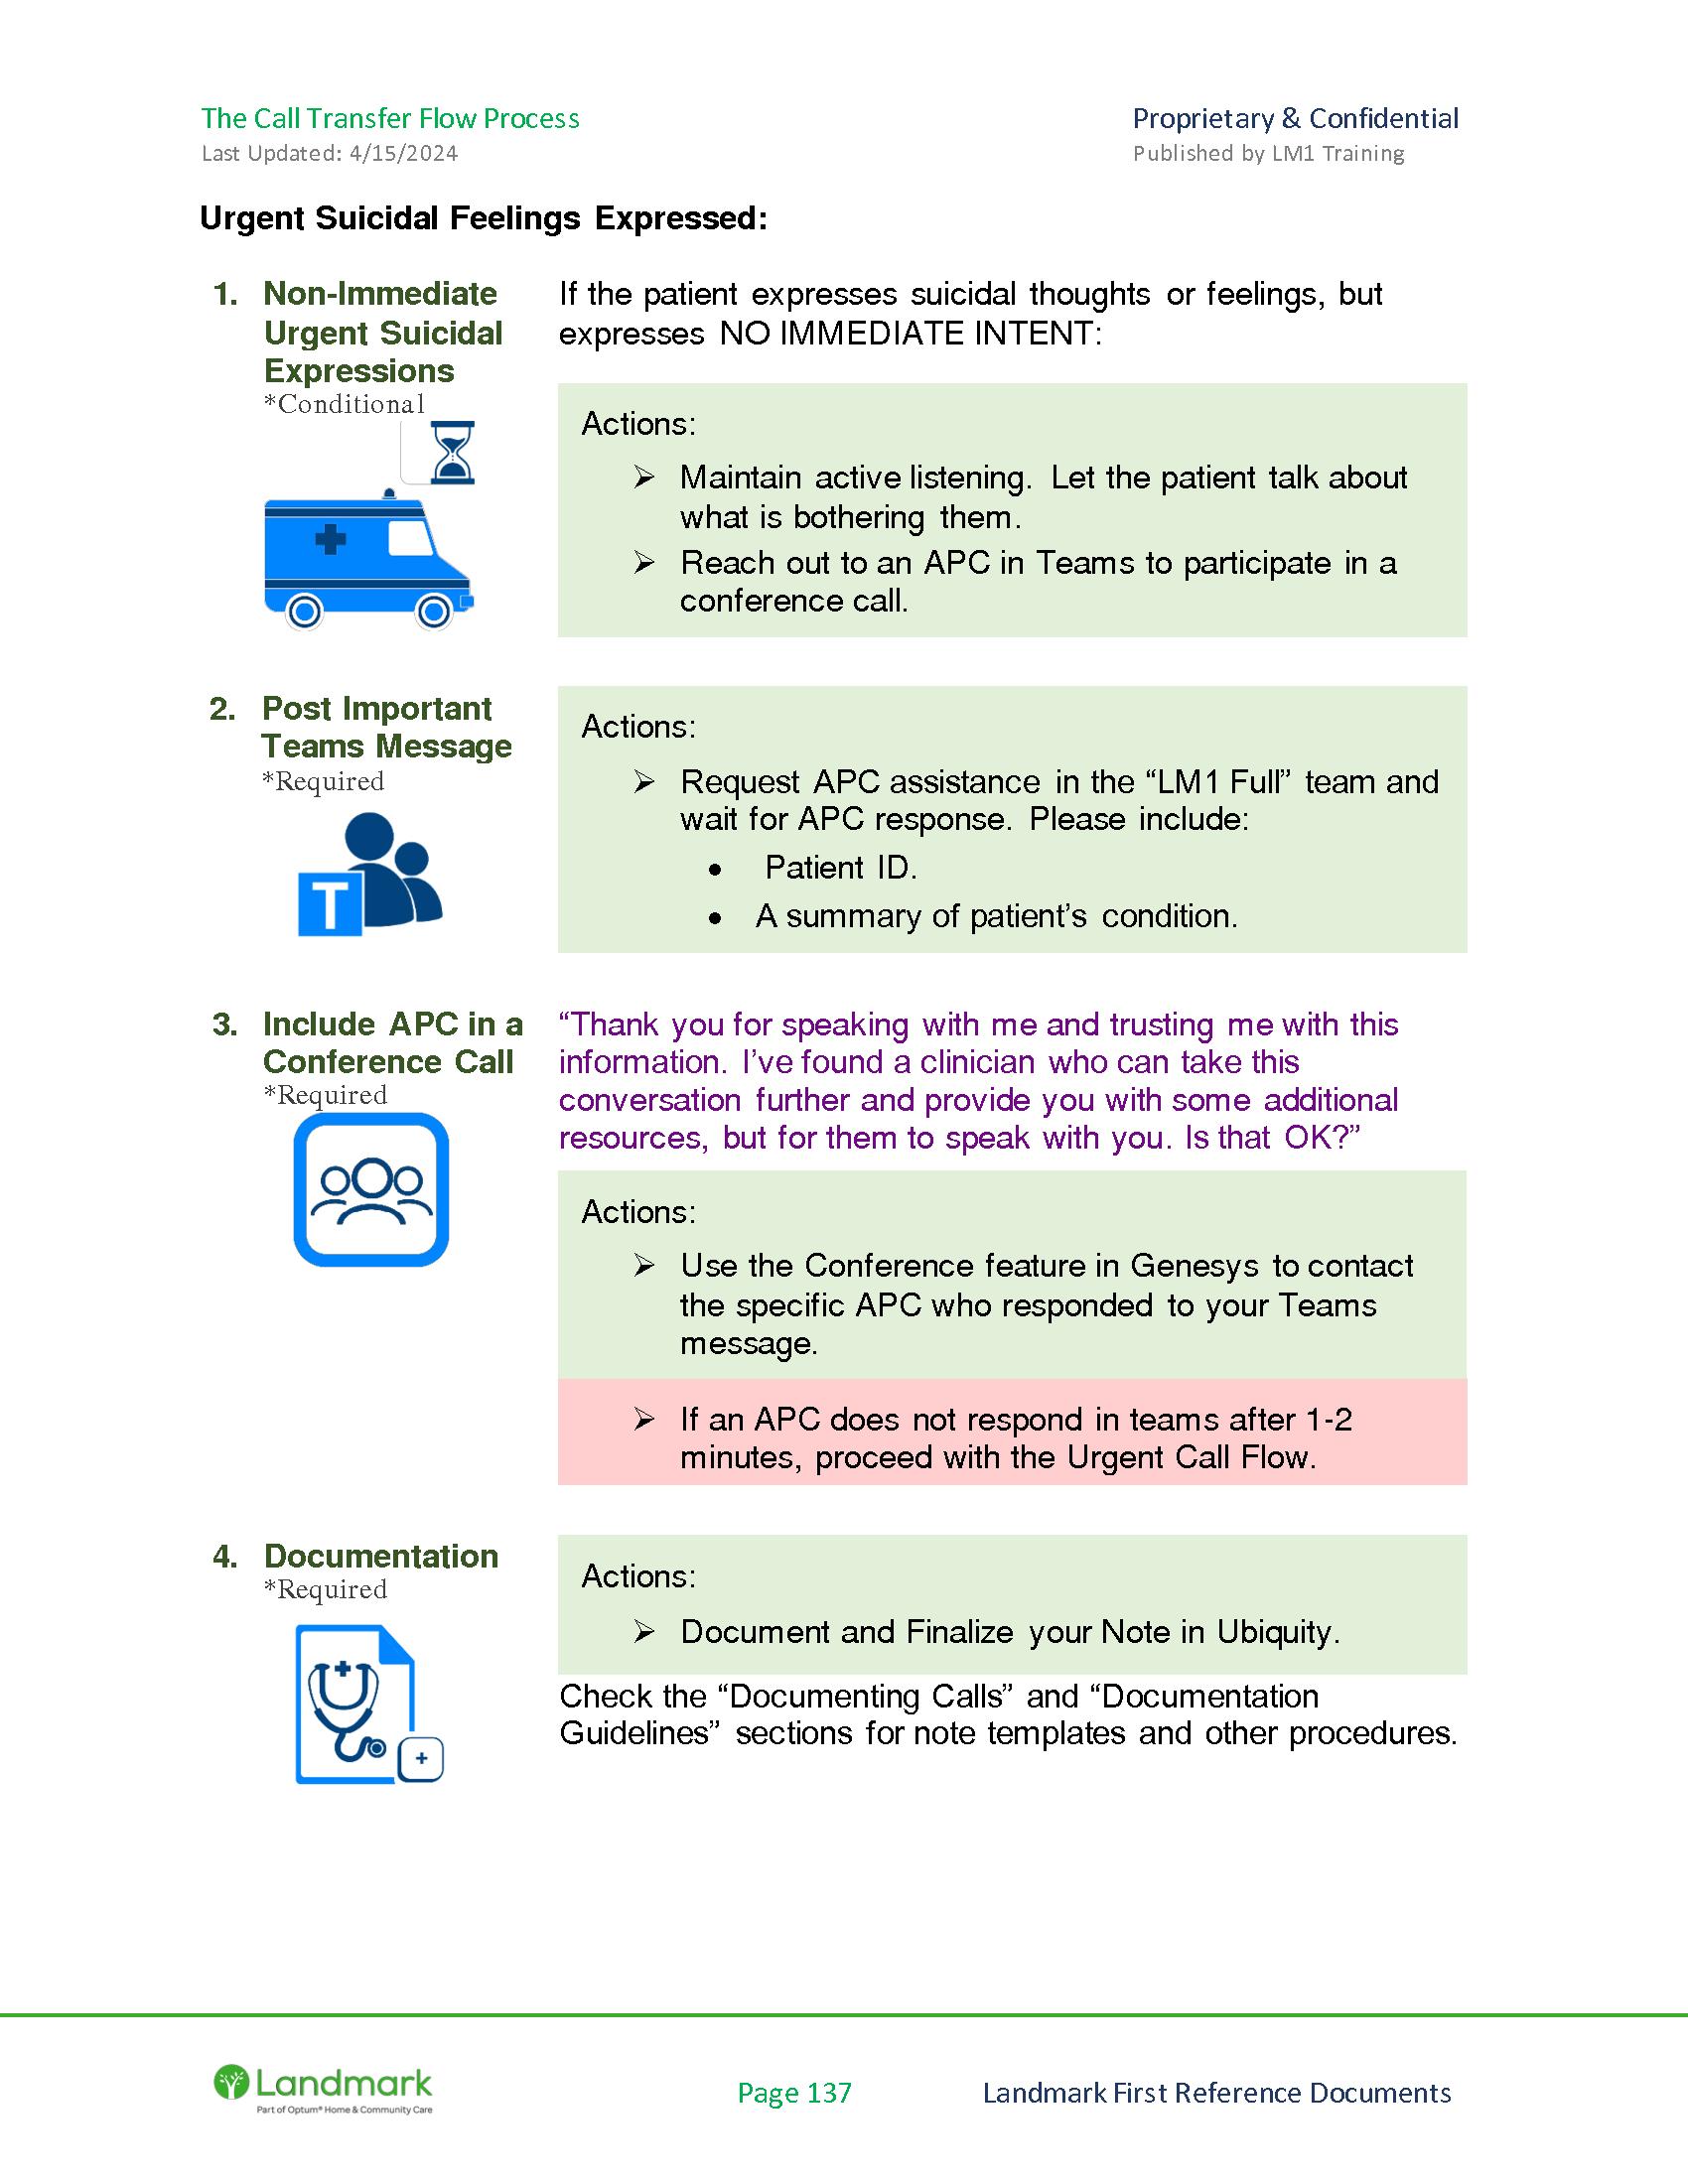 The Call Transfer Flow Process
Proprietary & Confidential
Last Updated: 4/15/2024
Published by LM1 Training
Urgent Suicidal Feelings Expressed:
1. Non-Immediate
Urgent Suicidal
Expressions
*Conditional
If the patient expresses suicidal thoughts or feelings, but
expresses NO IMMEDIATE INTENT:
Actions:
➢ Maintain active listening. Let the patient talk about
what is bothering them.
➢ Reach out to an APC in Teams to participate in a
conference call.
2. Post Important
Teams Message
*Required
T
Actions:
➢ Request APC assistance in the “LM1 Full” team and
wait for APC response. Please include:
• Patient ID.
• A summary of patient’s condition.
3. Include APC in a
Conference Call
*Required
“Thank you for speaking with me and trusting me with this
information. I’ve found a clinician who can take this
conversation further and provide you with some additional
resources, but for them to speak with you. Is that OK?”
Actions:
➢ Use the Conference feature in Genesys to contact
the specific APC who responded to your Teams
message.
➢ If an APC does not respond in teams after 1-2
minutes, proceed with the Urgent Call Flow.
4. Documentation
*Required
Actions:
➢ Document and Finalize your Note in Ubiquity.
Check the “Documenting Calls” and “Documentation
Guidelines” sections for note templates and other procedures.
Landmark
Part of Optum® Home & Community Care
Page 137
Landmark First Reference Documents